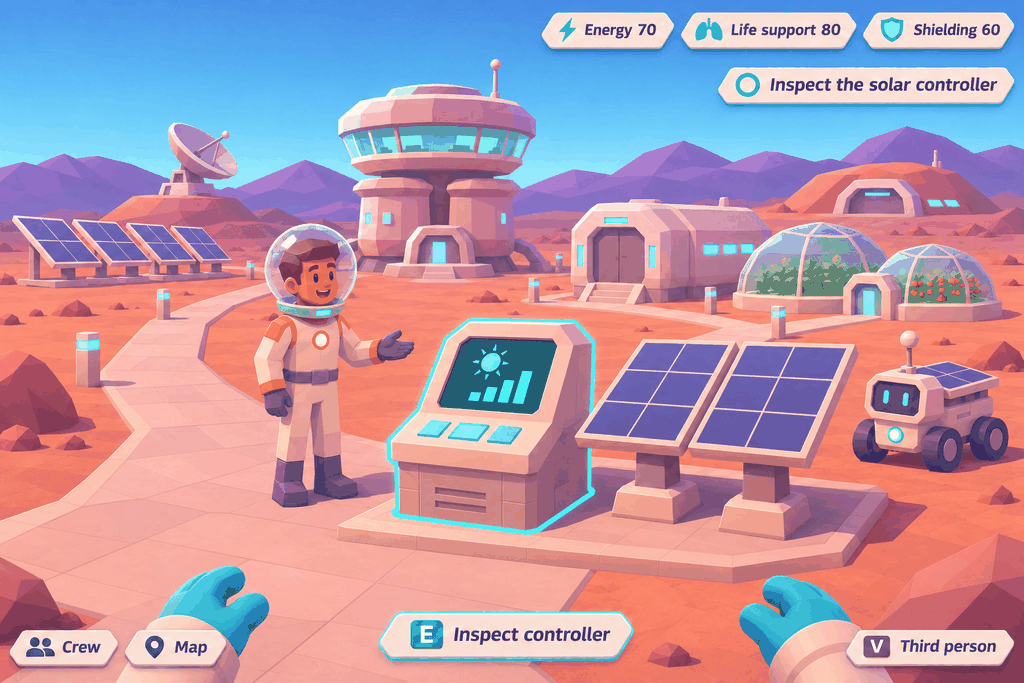 Energy 70
Life support 80
Shielding 60
Inspect the solar controller
E Inspect controller
Crew
Map
V Third person